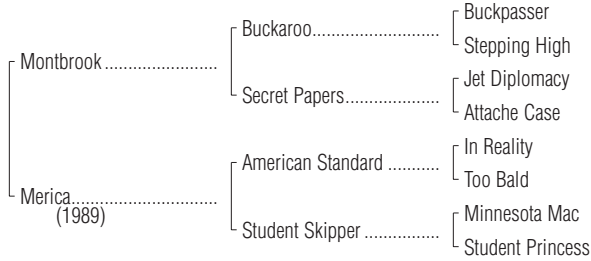 Buckpasser
Buckaroo
Stepping High
Montbrook
Jet Diplomacy
Secret Papers
Attache Case
In Reality
American Standard
Too Bald
Merica
(1989)
Minnesota Mac
Student Skipper
Student Princess